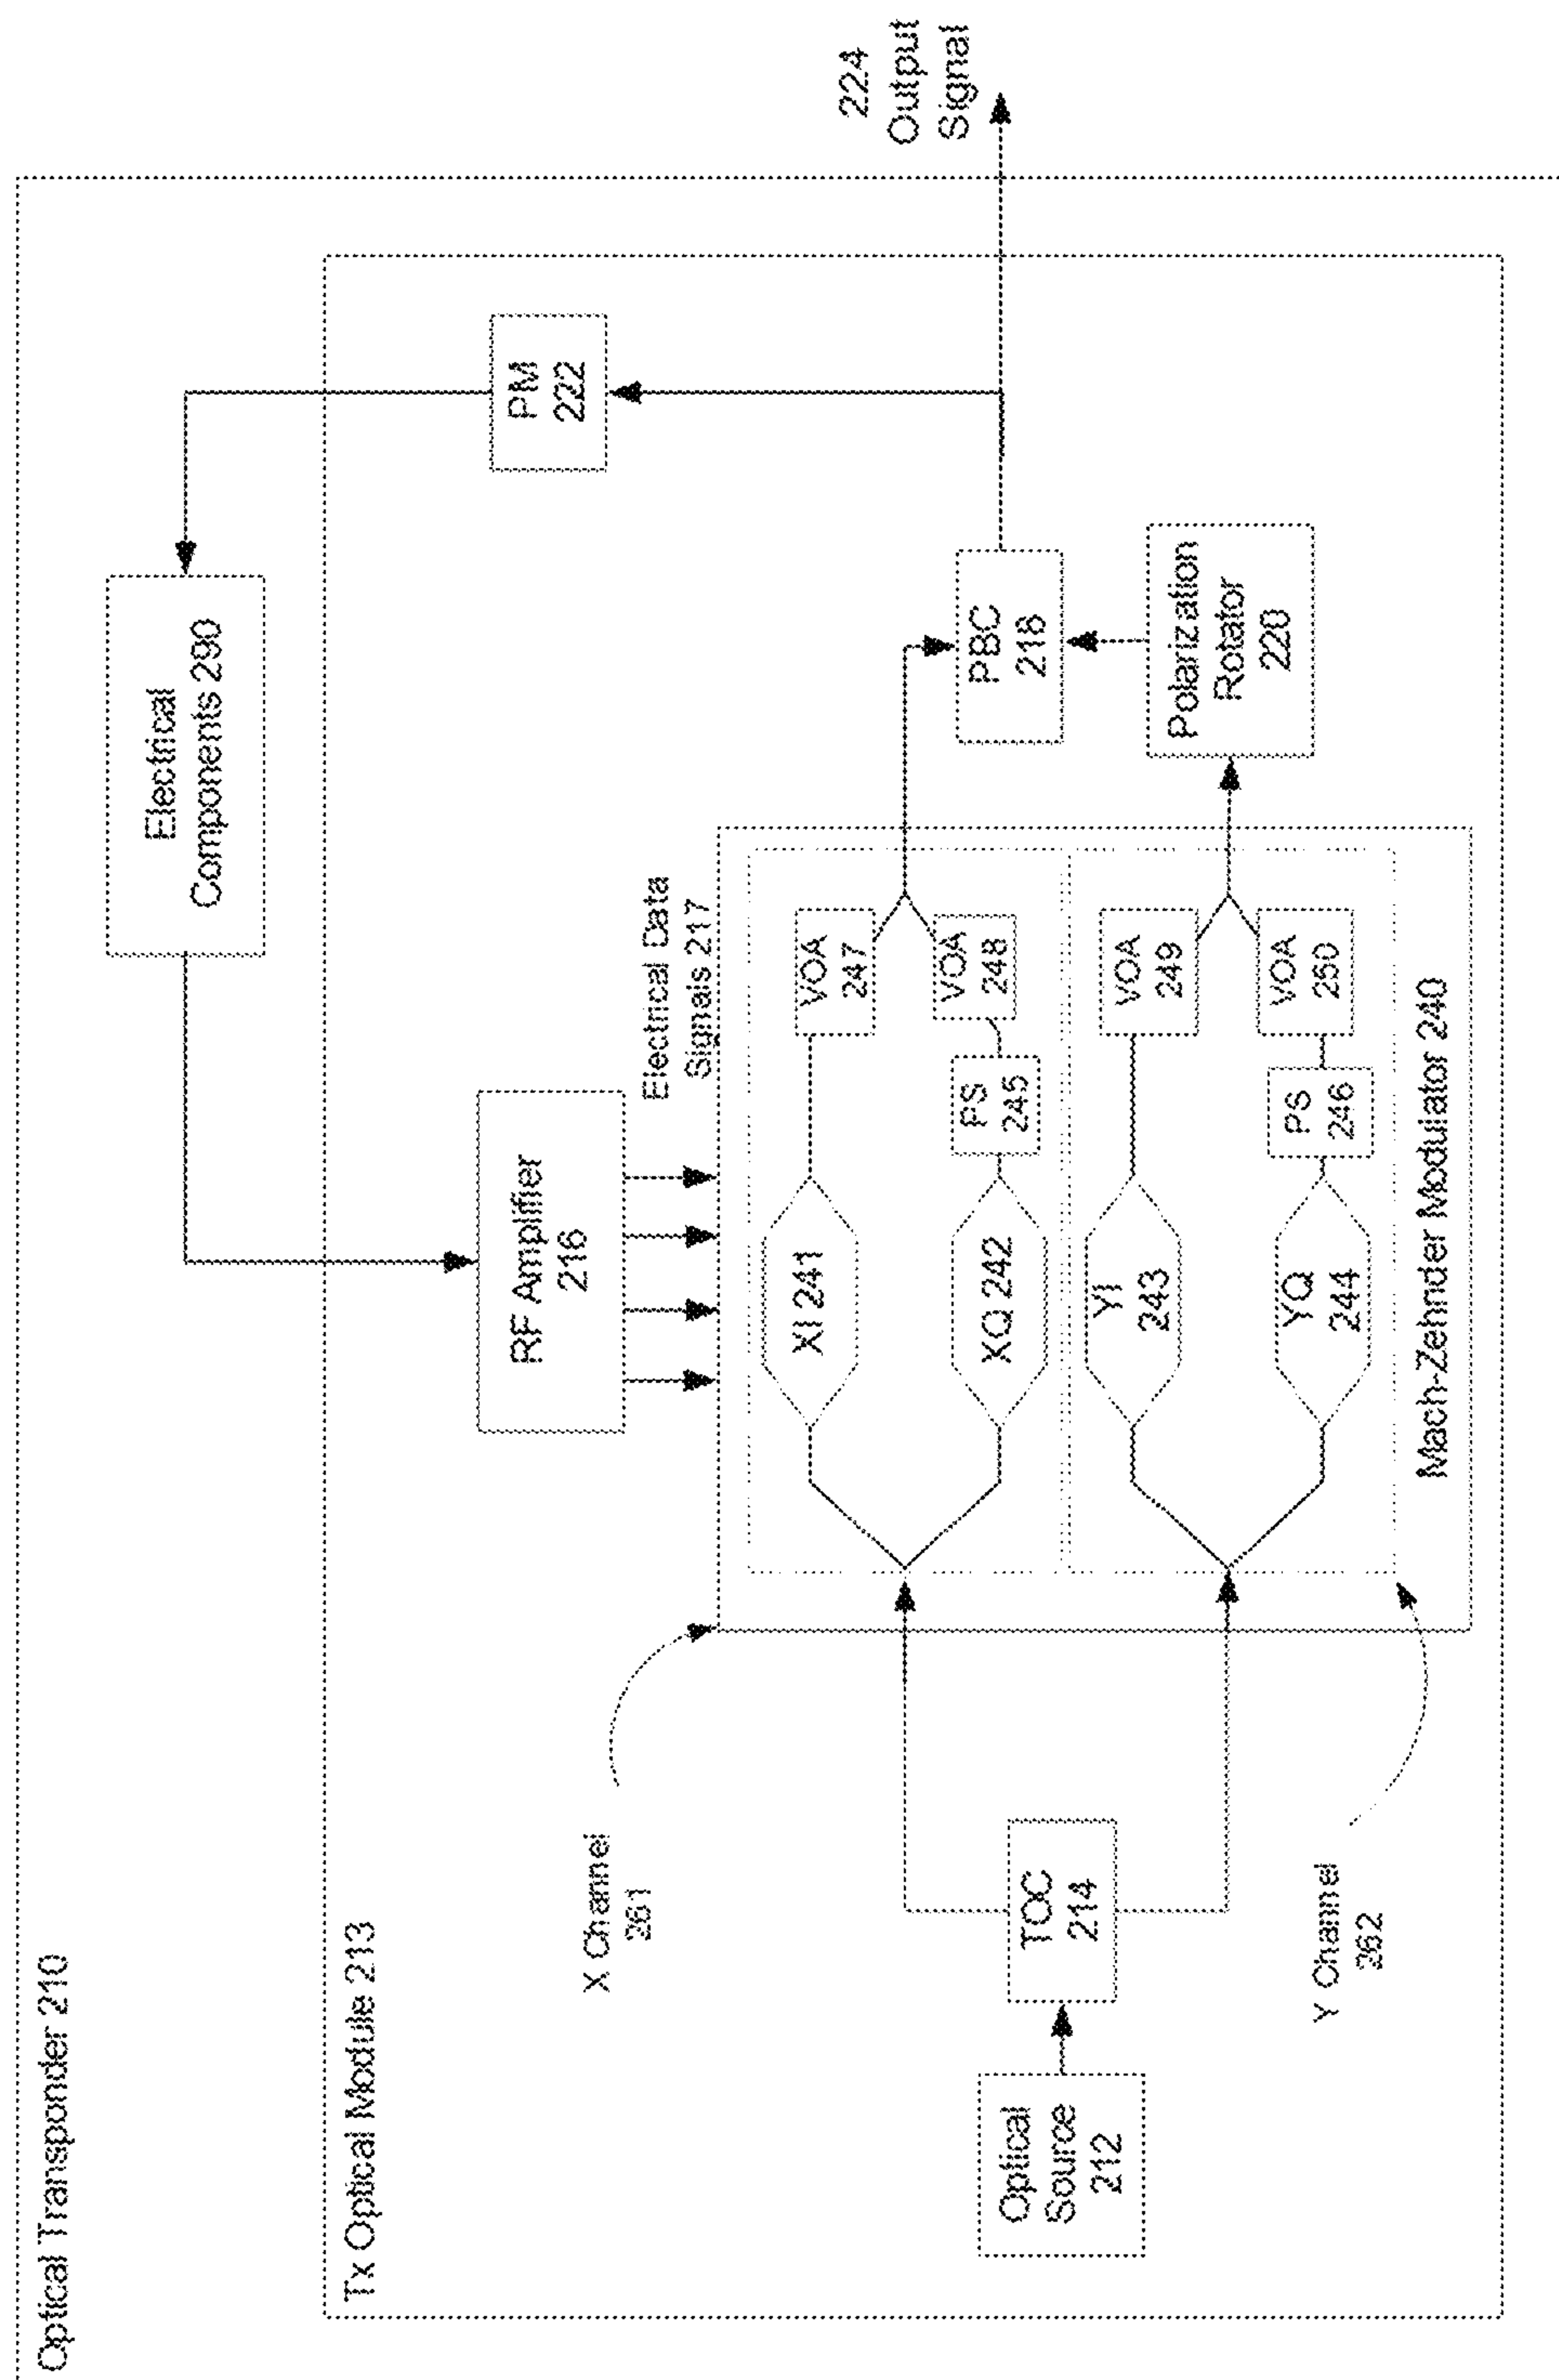 Optical Transponder 210
Tx Optical Module 213
Electrical
Components 290
PM
222
224
Output
Signal
RF Amplifier
216
Electrical Data
Signals 217
X Channel
261
XI 241
VOA
247
XQ 242
PS
245
VOA
248
PBC
218
Optical
Source
212
TOC
214
YI
243
VOA
249
Polarization
Rotator
220
YQ
244
PS
246
VOA
250
Y Channel
262
Mach-Zehnder Modulator 240